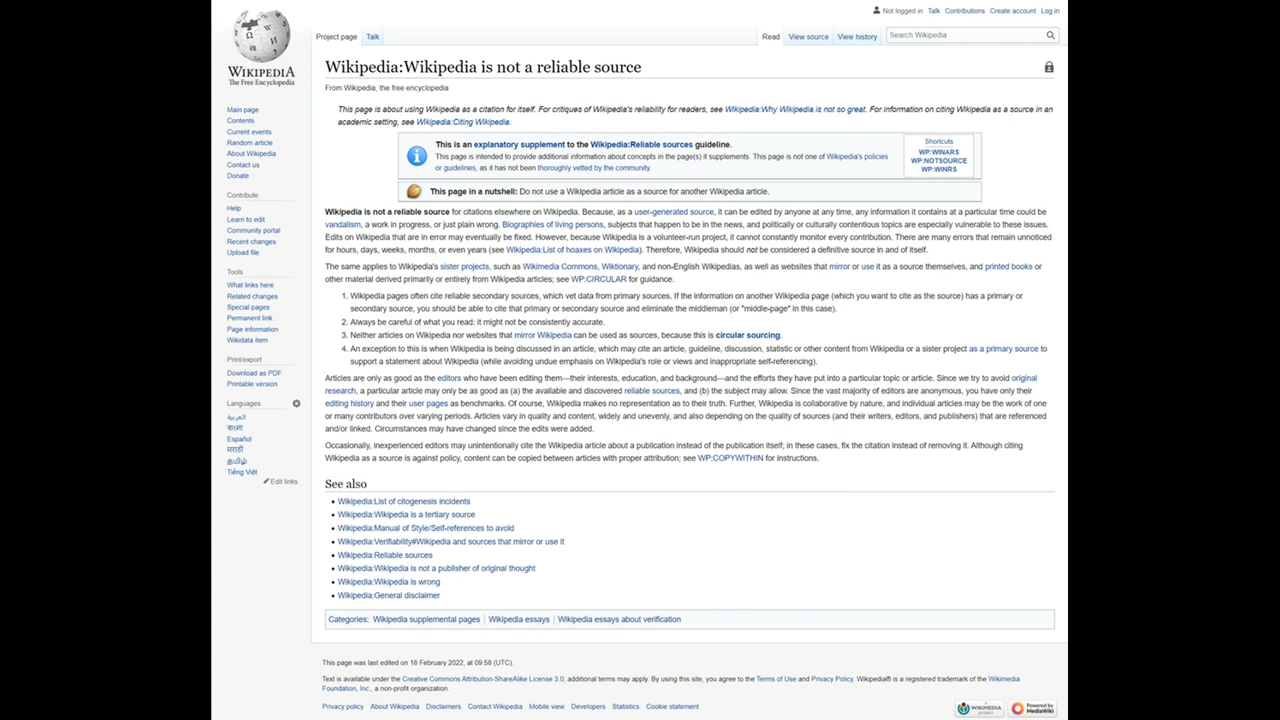 Not logged in Talk Contributions Create account Log in
Project page Talk Read View source View history Search Wikipedia
WIKIPEDIA
The Free Encyclopedia
Main page
Contents
Current events
Random article
About Wikipedia
Contact us
Donate
Contribute
Help
Learn to edit
Community portal
Recent changes
Upload file
Tools
What links here
Related changes
Special pages
Permanent link
Page information
Wikidata item
Print/export
Download as PDF
Printable version
Languages
العربية
বাংলা
Español
मराठी
தமிழ்
Tiếng Việt
Edit links
Wikipedia:Wikipedia is not a reliable source
From Wikipedia, the free encyclopedia
This page is about using Wikipedia as a citation for itself. For critiques of Wikipedia's reliability for readers, see Wikipedia:Why Wikipedia is not so great. For information on citing Wikipedia as a source in an
academic setting, see Wikipedia:Citing Wikipedia.
This is an explanatory supplement to the Wikipedia:Reliable sources guideline.
This page is intended to provide additional information about concepts in the page(s) it supplements. This page is not one of Wikipedia's policies
or guidelines, as it has not been thoroughly vetted by the community.
Shortcuts
WP:WINARS
WP:NOTSOURCE
WP:WINRS
This page in a nutshell: Do not use a Wikipedia article as a source for another Wikipedia article.
Wikipedia is not a reliable source for citations elsewhere on Wikipedia. Because, as a user-generated source, it can be edited by anyone at any time, any information it contains at a particular time could be
vandalism, a work in progress, or just plain wrong. Biographies of living persons, subjects that happen to be in the news, and politically or culturally contentious topics are especially vulnerable to these issues.
Edits on Wikipedia that are in error may eventually be fixed. However, because Wikipedia is a volunteer-run project, it cannot constantly monitor every contribution. There are many errors that remain unnoticed
for hours, days, weeks, months, or even years (see Wikipedia:List of hoaxes on Wikipedia). Therefore, Wikipedia should not be considered a definitive source in and of itself.
The same applies to Wikipedia's sister projects, such as Wikimedia Commons, Wiktionary, and non-English Wikipedias, as well as websites that mirror or use it as a source themselves, and printed books or
other material derived primarily or entirely from Wikipedia articles; see WP:CIRCULAR for guidance.
1. Wikipedia pages often cite reliable secondary sources, which vet data from primary sources. If the information on another Wikipedia page (which you want to cite as the source) has a primary or
secondary source, you should be able to cite that primary or secondary source and eliminate the middleman (or "middle-page" in this case).
2. Always be careful of what you read: it might not be consistently accurate.
3. Neither articles on Wikipedia nor websites that mirror Wikipedia can be used as sources, because this is circular sourcing.
4. An exception to this is when Wikipedia is being discussed in an article, which may cite an article, guideline, discussion, statistic or other content from Wikipedia or a sister project as a primary source to
support a statement about Wikipedia (while avoiding undue emphasis on Wikipedia's role or views and inappropriate self-referencing).
Articles are only as good as the editors who have been editing them—their interests, education, and background—and the efforts they have put into a particular topic or article. Since we try to avoid original
research, a particular article may only be as good as (a) the available and discovered reliable sources, and (b) the subject may allow. Since the vast majority of editors are anonymous, you have only their
editing history and their user pages as benchmarks. Of course, Wikipedia makes no representation as to their truth. Further, Wikipedia is collaborative by nature, and individual articles may be the work of one
or many contributors over varying periods. Articles vary in quality and content, widely and unevenly, and also depending on the quality of sources (and their writers, editors, and publishers) that are referenced
and/or linked. Circumstances may have changed since the edits were added.
Occasionally, inexperienced editors may unintentionally cite the Wikipedia article about a publication instead of the publication itself; in these cases, fix the citation instead of removing it. Although citing
Wikipedia as a source is against policy, content can be copied between articles with proper attribution; see WP:COPYWITHIN for instructions.
See also
Wikipedia:List of citogenesis incidents
Wikipedia:Wikipedia is a tertiary source
Wikipedia:Manual of Style/Self-references to avoid
Wikipedia:Verifiability#Wikipedia and sources that mirror or use it
Wikipedia:Reliable sources
Wikipedia:Wikipedia is not a publisher of original thought
Wikipedia:Wikipedia is wrong
Wikipedia:General disclaimer
Categories: Wikipedia supplemental pages | Wikipedia essays | Wikipedia essays about verification
This page was last edited on 18 February 2022, at 09:58 (UTC).
Text is available under the Creative Commons Attribution-ShareAlike License 3.0; additional terms may apply. By using this site, you agree to the Terms of Use and Privacy Policy. Wikipedia® is a registered trademark of the Wikimedia
Foundation, Inc., a non-profit organization.
Privacy policy About Wikipedia Disclaimers Contact Wikipedia Mobile view Developers Statistics Cookie statement
WIKIMEDIA project
Powered by MediaWiki